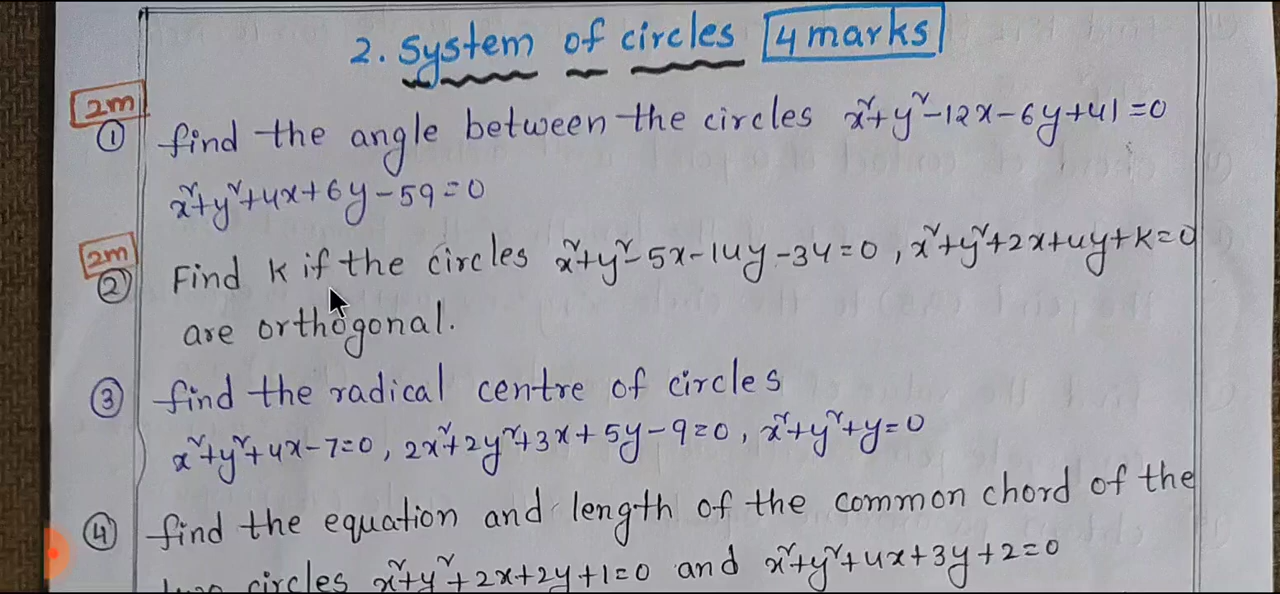 2. System of circles 4 marks
2m
① find the angle between the circles x²+y²-12x-6y+41=0
x²+y²+4x+6y-59=0
2m
② Find K if the circles x²+y²-5x-14y-34=0, x²+y²+2x+4y+K=0
are orthogonal.
③ find the radical centre of circles
x²+y²+4x-7=0, 2x²+2y²+3x+5y-9=0, x²+y²+y=0
④ find the equation and length of the common chord of the
two circles x²+y²+2x+2y+1=0 and x²+y²+4x+3y+2=0